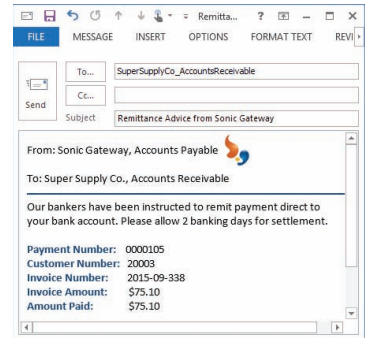 Remitta...
FILE MESSAGE INSERT OPTIONS FORMAT TEXT REVI
To... SuperSupplyCo_AccountsReceivable
Cc...
Send
Subject Remittance Advice from Sonic Gateway
From: Sonic Gateway, Accounts Payable
To: Super Supply Co., Accounts Receivable
Our bankers have been instructed to remit payment direct to
your bank account. Please allow 2 banking days for settlement.
Payment Number: 0000105
Customer Number: 20003
Invoice Number: 2015-09-338
Invoice Amount: $75.10
Amount Paid: $75.10